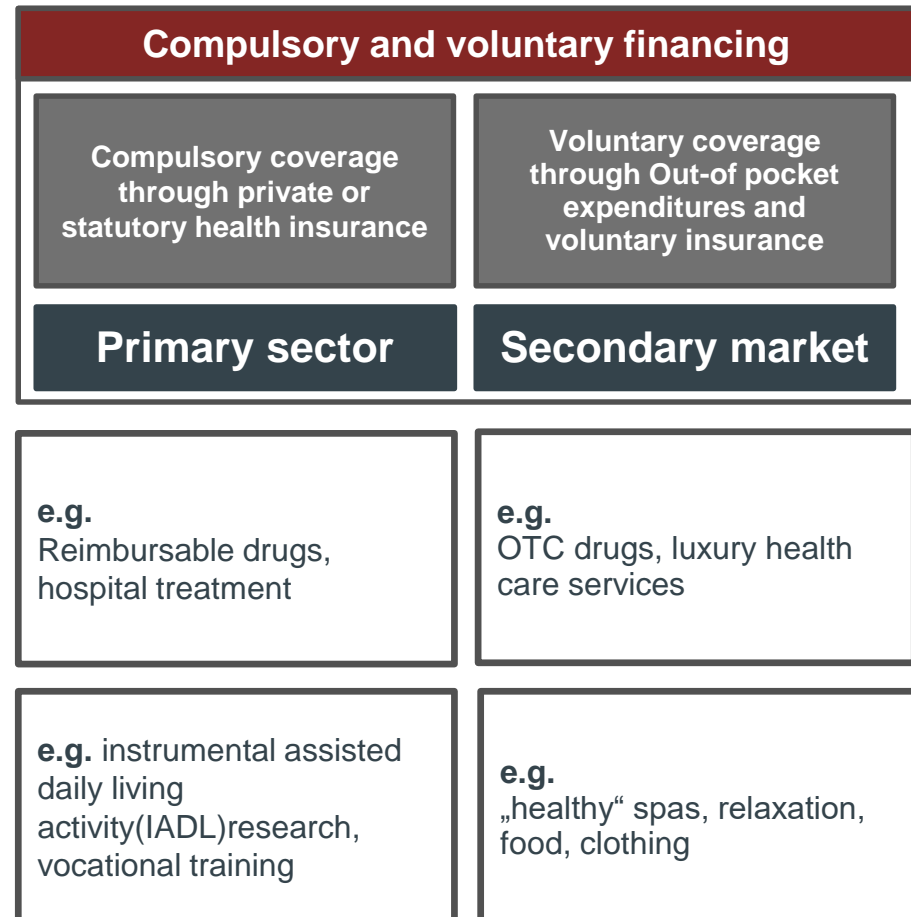 Compulsory and voluntary financing
Compulsory coverage
through private or
statutory health insurance
Voluntary coverage
through Out-of pocket
expenditures and
voluntary insurance
Primary sector
Secondary market
e.g.
Reimbursable drugs,
hospital treatment
e.g.
OTC drugs, luxury health
care services
e.g. instrumental assisted
daily living
activity(IADL)research,
vocational training
e.g.
„healthy“ spas, relaxation,
food, clothing